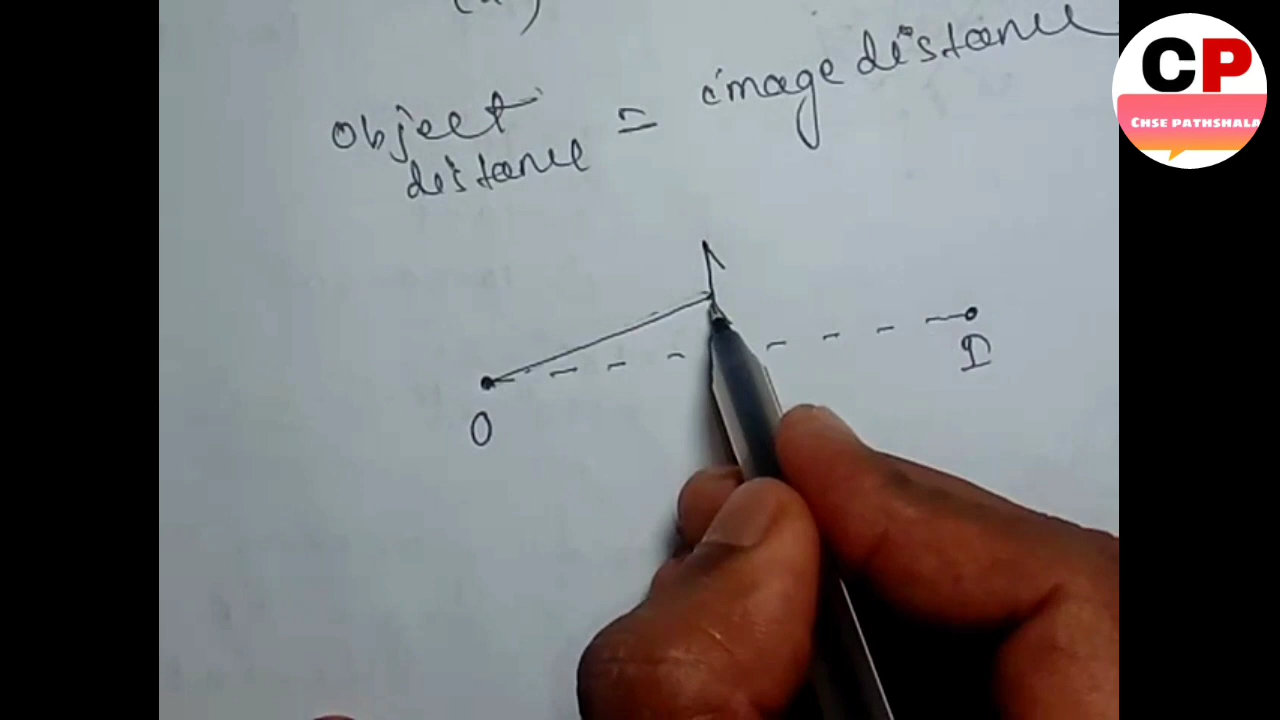 Object = image distance
distance
O
I
CP
CHSE PATHSHALA